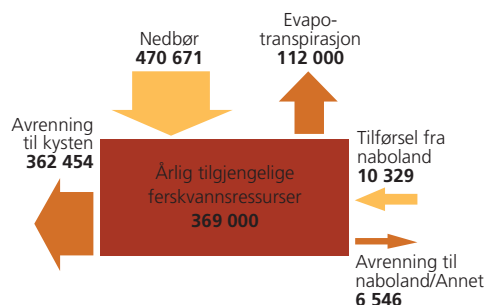 Nedbør
470 671
Evapo-
transpirasjon
112 000
Avrenning
til kysten
362 454
Årlig tilgjengelige
ferskvannsressurser
369 000
Tilførsel fra
naboland
10 329
Avrenning til
naboland/Annet
6 546